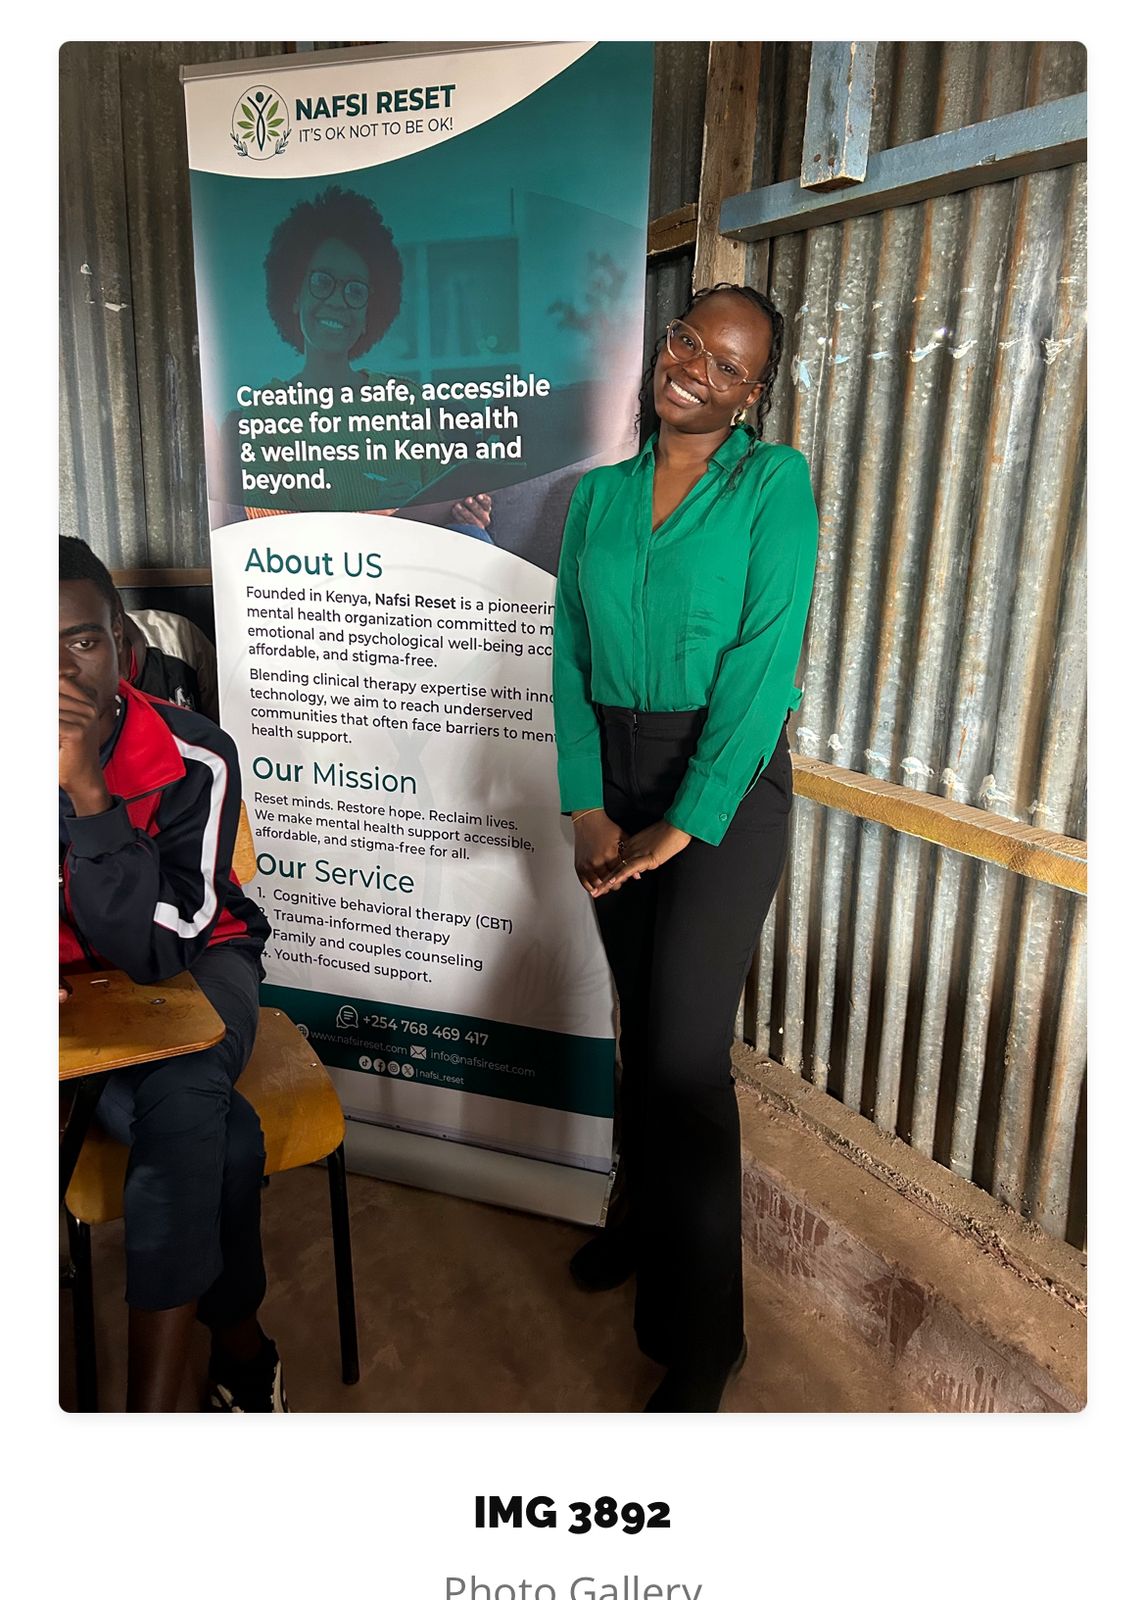 NAFSI RESET
IT'S OK NOT TO BE OK!
Creating a safe, accessible
space for mental health
& wellness in Kenya and
beyond.
About US
Founded in Kenya, Nafsi Reset is a
mental health organization committed to
emotional and psychological well-being
affordable, and stigma-free.
Blending clinical therapy expertise with
technology, we aim to reach underserved
communities that often face barriers to
health support.
Our Mission
Reset minds. Restore hope. Reclaim lives.
We make mental health support accessible,
affordable, and stigma-free for all.
Our Service
1. Cognitive behavioral therapy (CBT)
Trauma-informed therapy
Family and couples counseling
4. Youth-focused support.
+254 768 469 417
www.nafsireset.com info@nafsireset.com
| nafsi_reset
IMG 3892
Photo Gallery